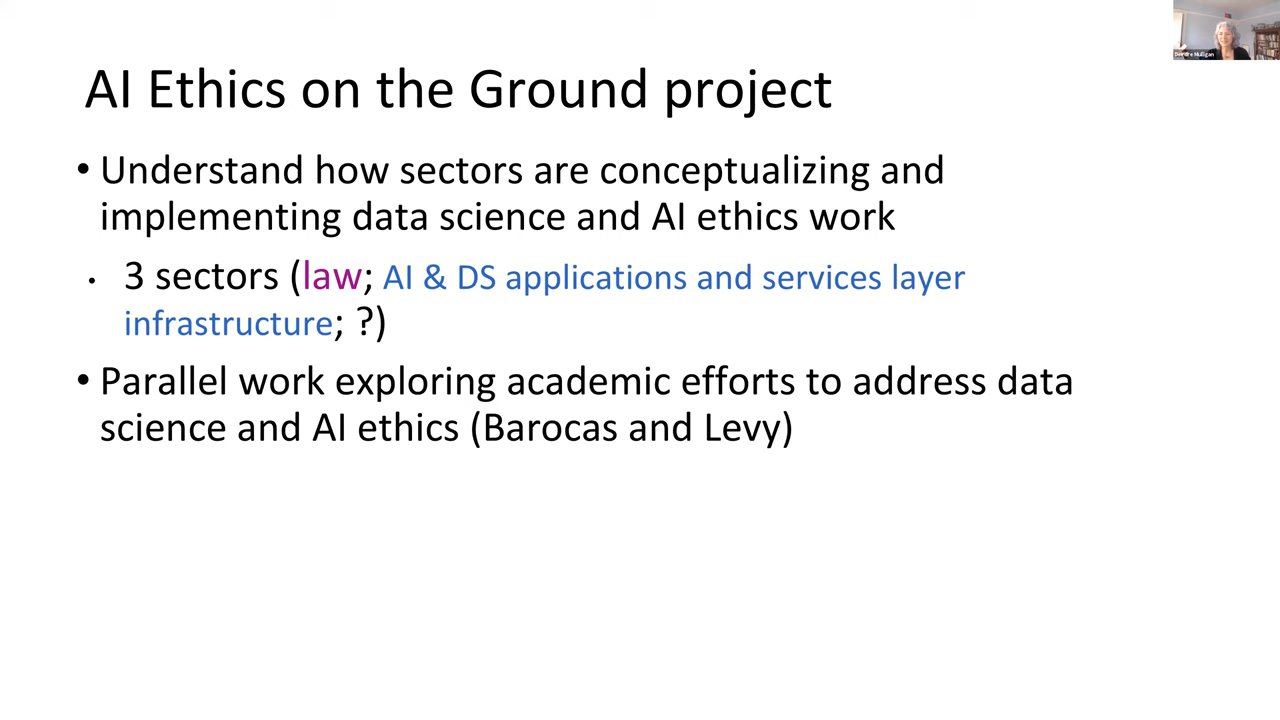 Deirdre Mulligan
AI Ethics on the Ground project
• Understand how sectors are conceptualizing and
implementing data science and AI ethics work
• 3 sectors (law; AI & DS applications and services layer
infrastructure; ?)
• Parallel work exploring academic efforts to address data
science and AI ethics (Barocas and Levy)